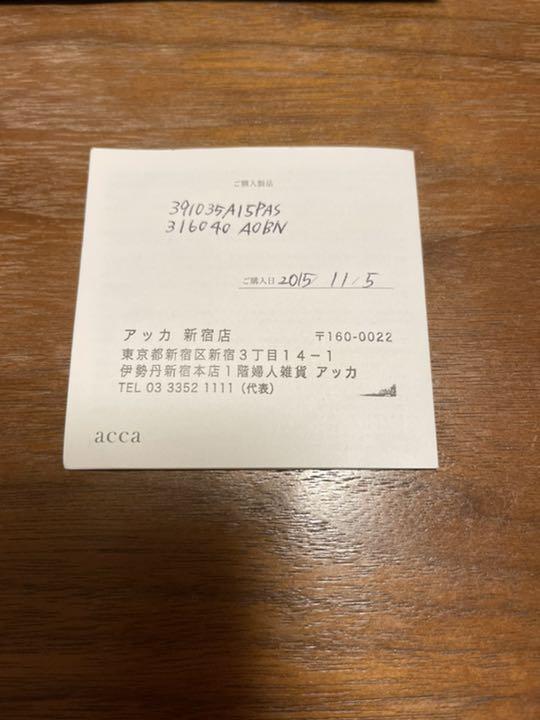 ご購入製品
391035A15PAS
316040 A0BN
ご購入日 2015/ 11/5
アッカ 新宿店 〒160-0022
東京都新宿区新宿3丁目14−1
伊勢丹新宿本店1階婦人雑貨 アッカ
TEL 03 3352 1111（代表）
acca